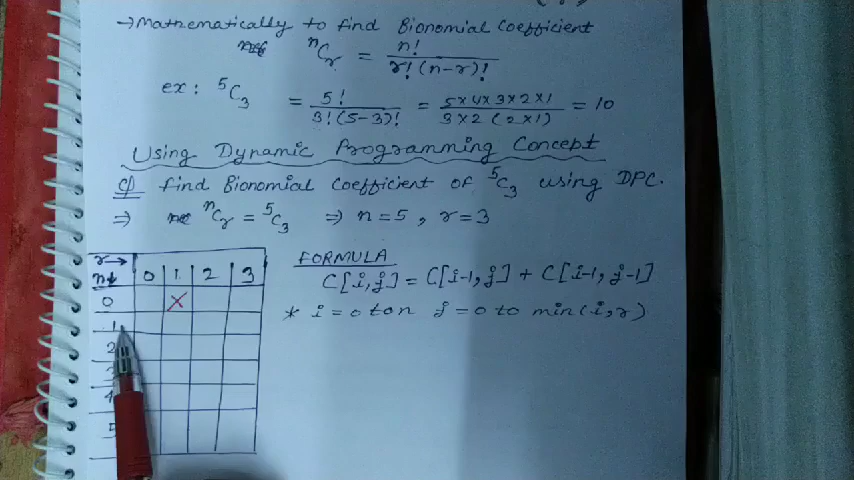 →Mathematically to find Bionomial Coefficient
nCr = n! / r!(n-r)!
ex: 5C3 = 5! / 3!(5-3)! = 5×4×3×2×1 / 3×2(2×1) = 10
Using Dynamic Programming Concept
Q) find Bionomial Coefficient of 5C3 using DPC.
⇒ nCr = 5C3 ⇒ n=5, r=3
r→
n↓ 0 1 2 3
0 X
1
2
3
4
5
FORMULA
C[i,j] = C[i-1,j] + C[i-1,j-1]
* i=0 to n j=0 to min(i,r)